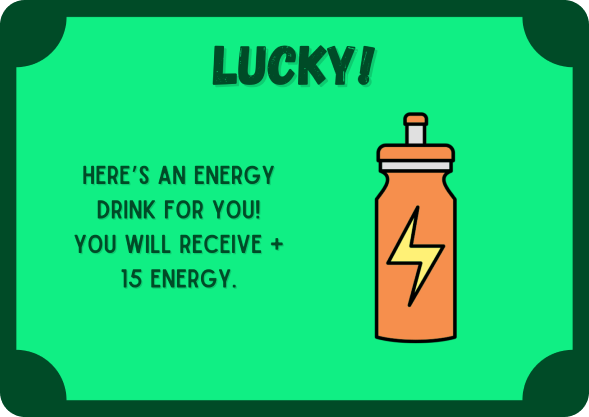 LUCKY!
HERE'S AN ENERGY
DRINK FOR YOU!
YOU WILL RECEIVE +
15 ENERGY.